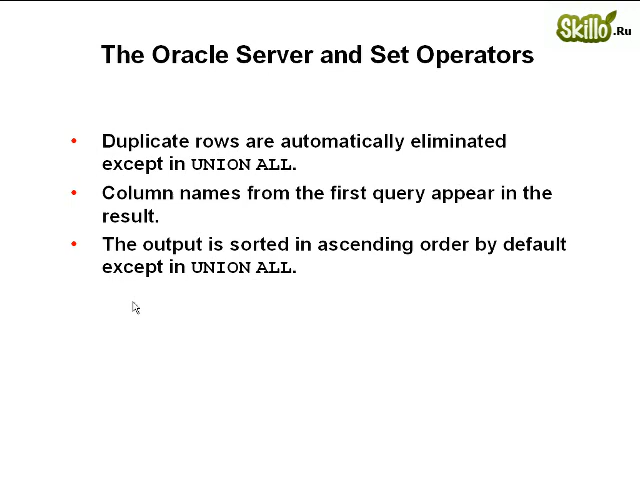 Skillo.Ru
The Oracle Server and Set Operators
• Duplicate rows are automatically eliminated
except in UNION ALL.
• Column names from the first query appear in the
result.
• The output is sorted in ascending order by default
except in UNION ALL.